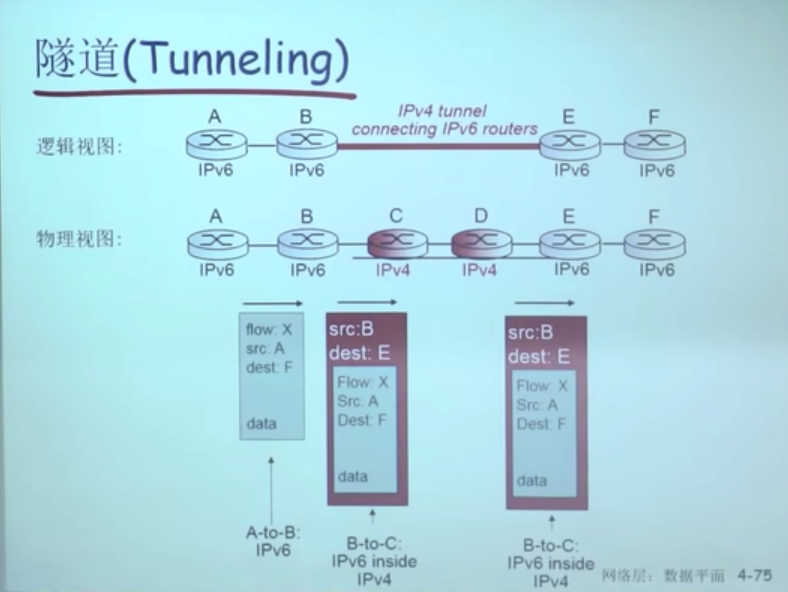 隧道(Tunneling)
IPv4 tunnel
connecting IPv6 routers
A B E F
逻辑视图:
IPv6 IPv6 IPv6 IPv6
A B C D E F
物理视图:
IPv6 IPv6 IPv4 IPv4 IPv6 IPv6
flow: X
src: A
dest: F
data
src:B
dest: E
Flow: X
Src: A
Dest: F
data
src:B
dest: E
Flow: X
Src: A
Dest: F
data
A-to-B:
IPv6
B-to-C:
IPv6 inside
IPv4
B-to-C:
IPv6 inside
IPv4
网络层：数据平面 4-75